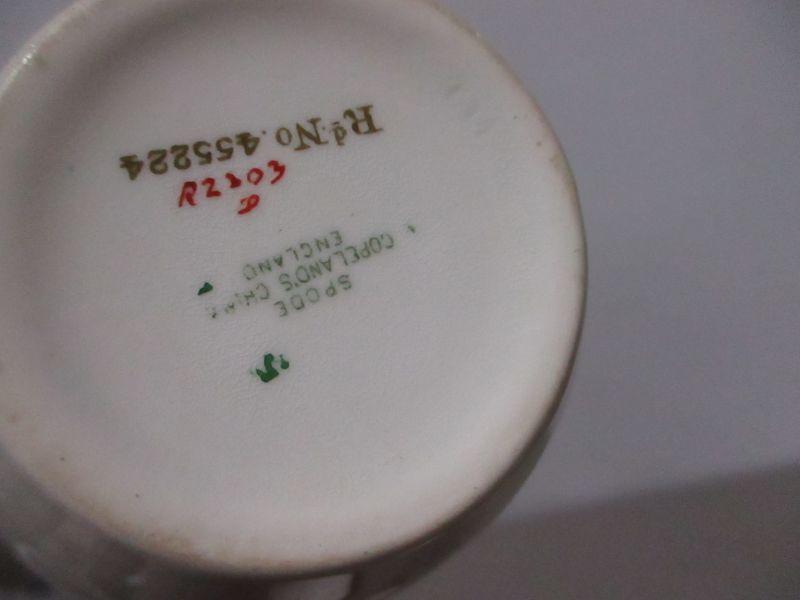 SPODE
COPELAND'S CHINA
ENGLAND
R2303
Rd. No. 455224